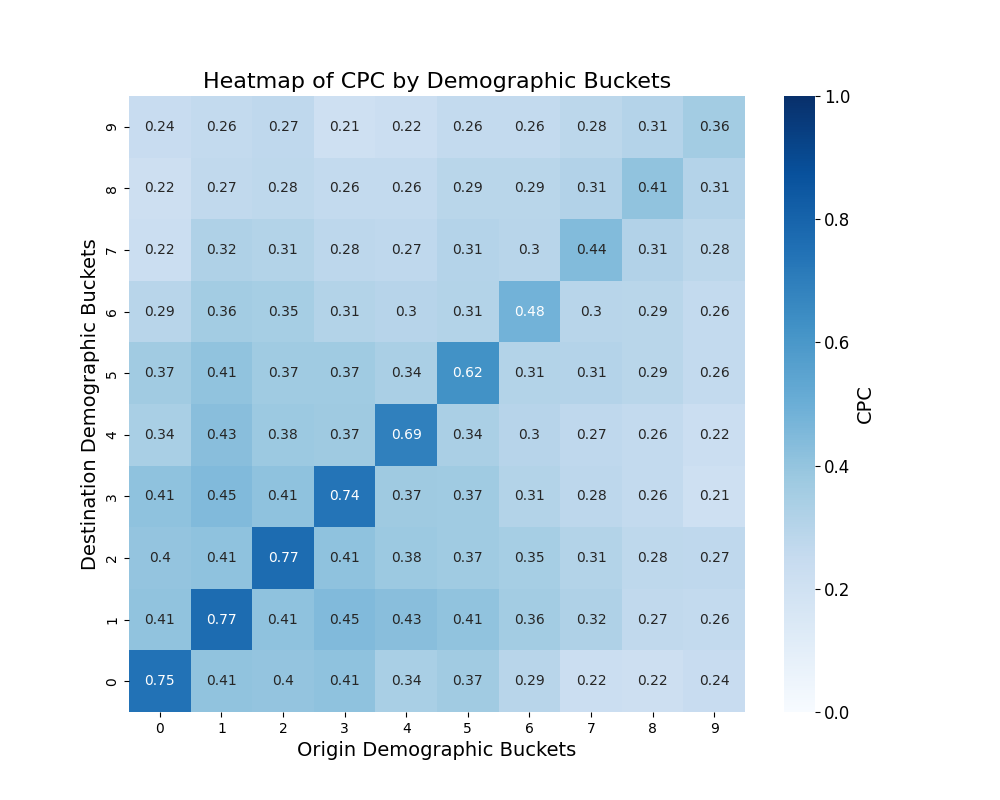 Heatmap of CPC by Demographic Buckets
9 0.24 0.26 0.27 0.21 0.22 0.26 0.26 0.28 0.31 0.36
8 0.22 0.27 0.28 0.26 0.26 0.29 0.29 0.31 0.41 0.31
7 0.22 0.32 0.31 0.28 0.27 0.31 0.3 0.44 0.31 0.28
6 0.29 0.36 0.35 0.31 0.3 0.31 0.48 0.3 0.29 0.26
5 0.37 0.41 0.37 0.37 0.34 0.62 0.31 0.31 0.29 0.26
4 0.34 0.43 0.38 0.37 0.69 0.34 0.3 0.27 0.26 0.22
3 0.41 0.45 0.41 0.74 0.37 0.37 0.31 0.28 0.26 0.21
2 0.4 0.41 0.77 0.41 0.38 0.37 0.35 0.31 0.28 0.27
1 0.41 0.77 0.41 0.45 0.43 0.41 0.36 0.32 0.27 0.26
0 0.75 0.41 0.4 0.41 0.34 0.37 0.29 0.22 0.22 0.24
0 1 2 3 4 5 6 7 8 9
Origin Demographic Buckets
Destination Demographic Buckets
1.0
0.8
0.6
0.4
0.2
0.0
CPC